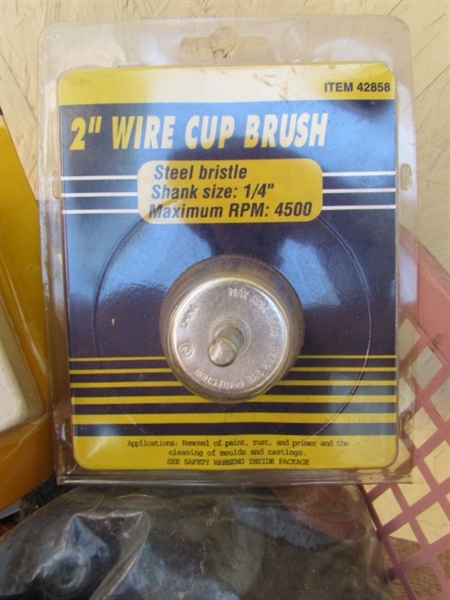 ITEM 42858
2" WIRE CUP BRUSH
Steel bristle
Shank size: 1/4"
Maximum RPM: 4500
Applications: Removal of paint, rust, and primer and the
cleaning of moulds and castings.
SEE SAFETY WARNING INSIDE PACKAGE